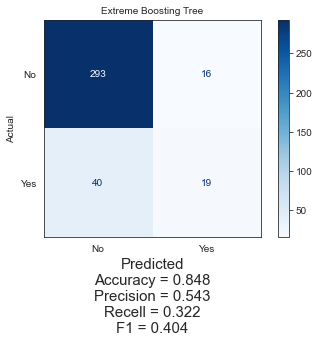 Extreme Boosting Tree
No
293
16
Actual
Yes
40
19
No
Yes
Predicted
Accuracy = 0.848
Precision = 0.543
Recell = 0.322
F1 = 0.404
250
200
150
100
50